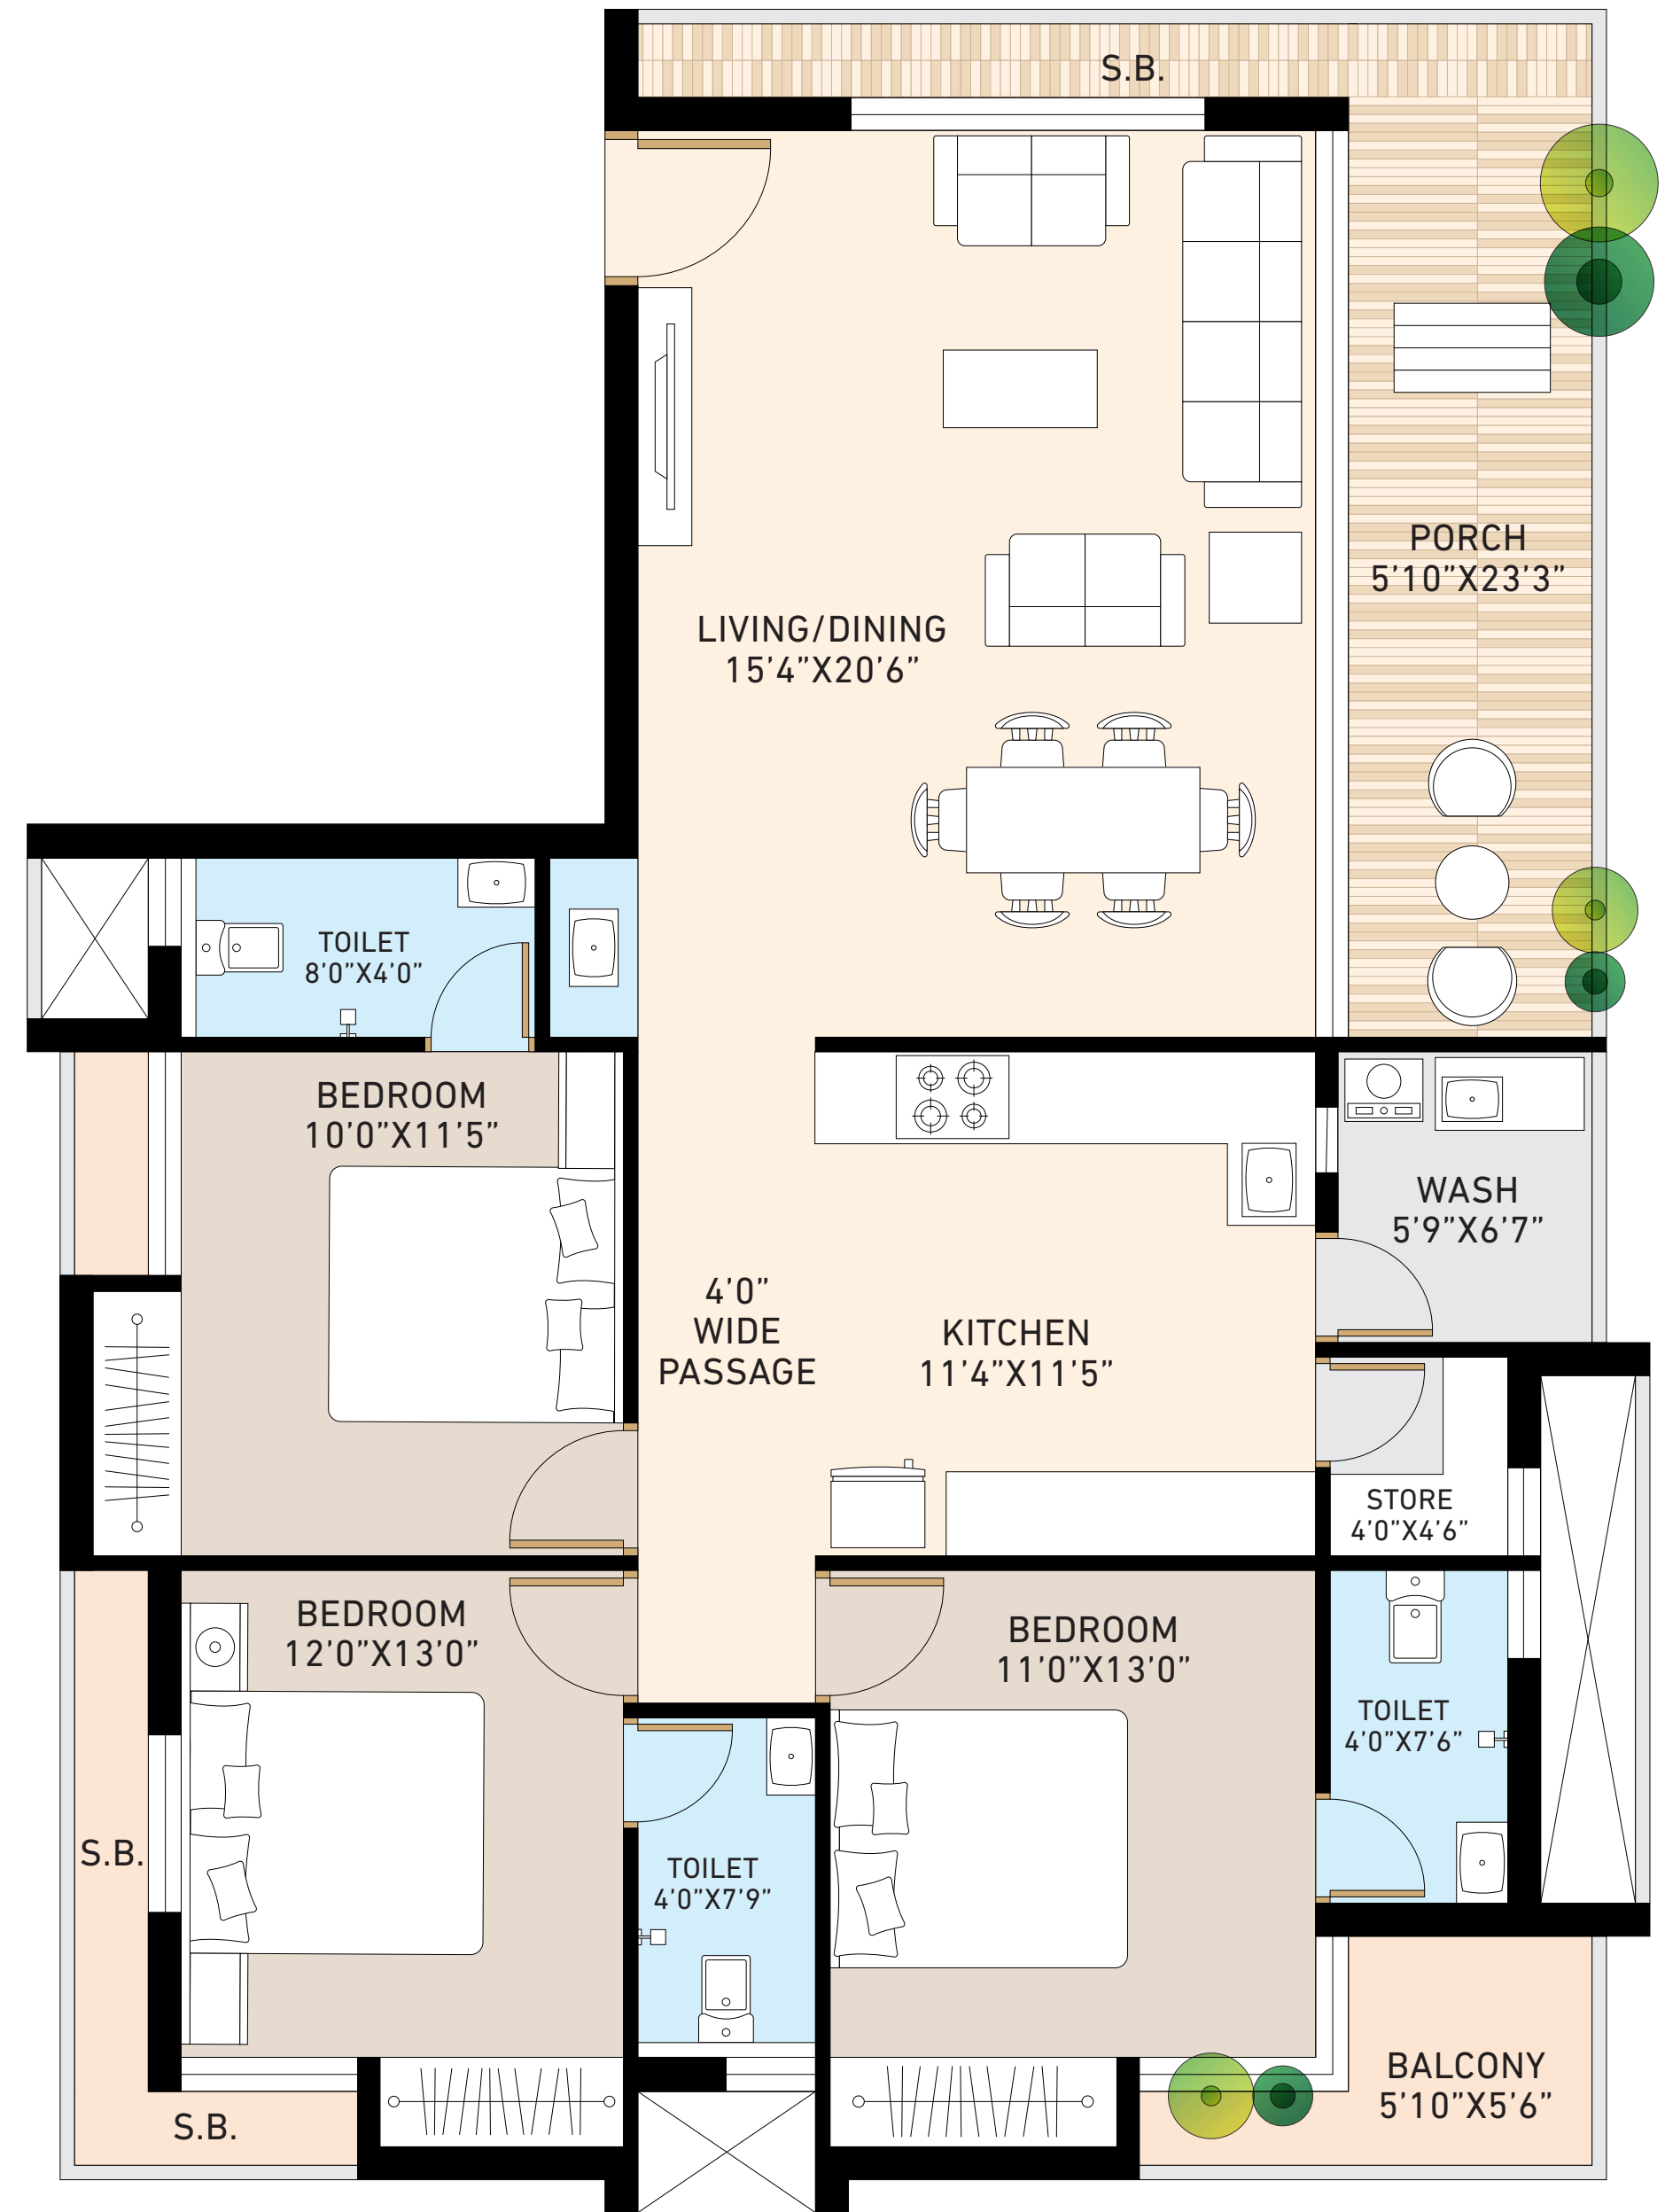 S.B.
PORCH
5’10”X23’3”
LIVING/DINING
15’4”X20’6”
TOILET
8’0”X4’0”
BEDROOM
10’0”X11’5”
WASH
5’9”X6’7”
4’0”
WIDE
PASSAGE
KITCHEN
11’4”X11’5”
STORE
4’0”X4’6”
BEDROOM
12’0”X13’0”
BEDROOM
11’0”X13’0”
TOILET
4’0”X7’6”
S.B.
TOILET
4’0”X7’9”
BALCONY
5’10”X5’6”
S.B.